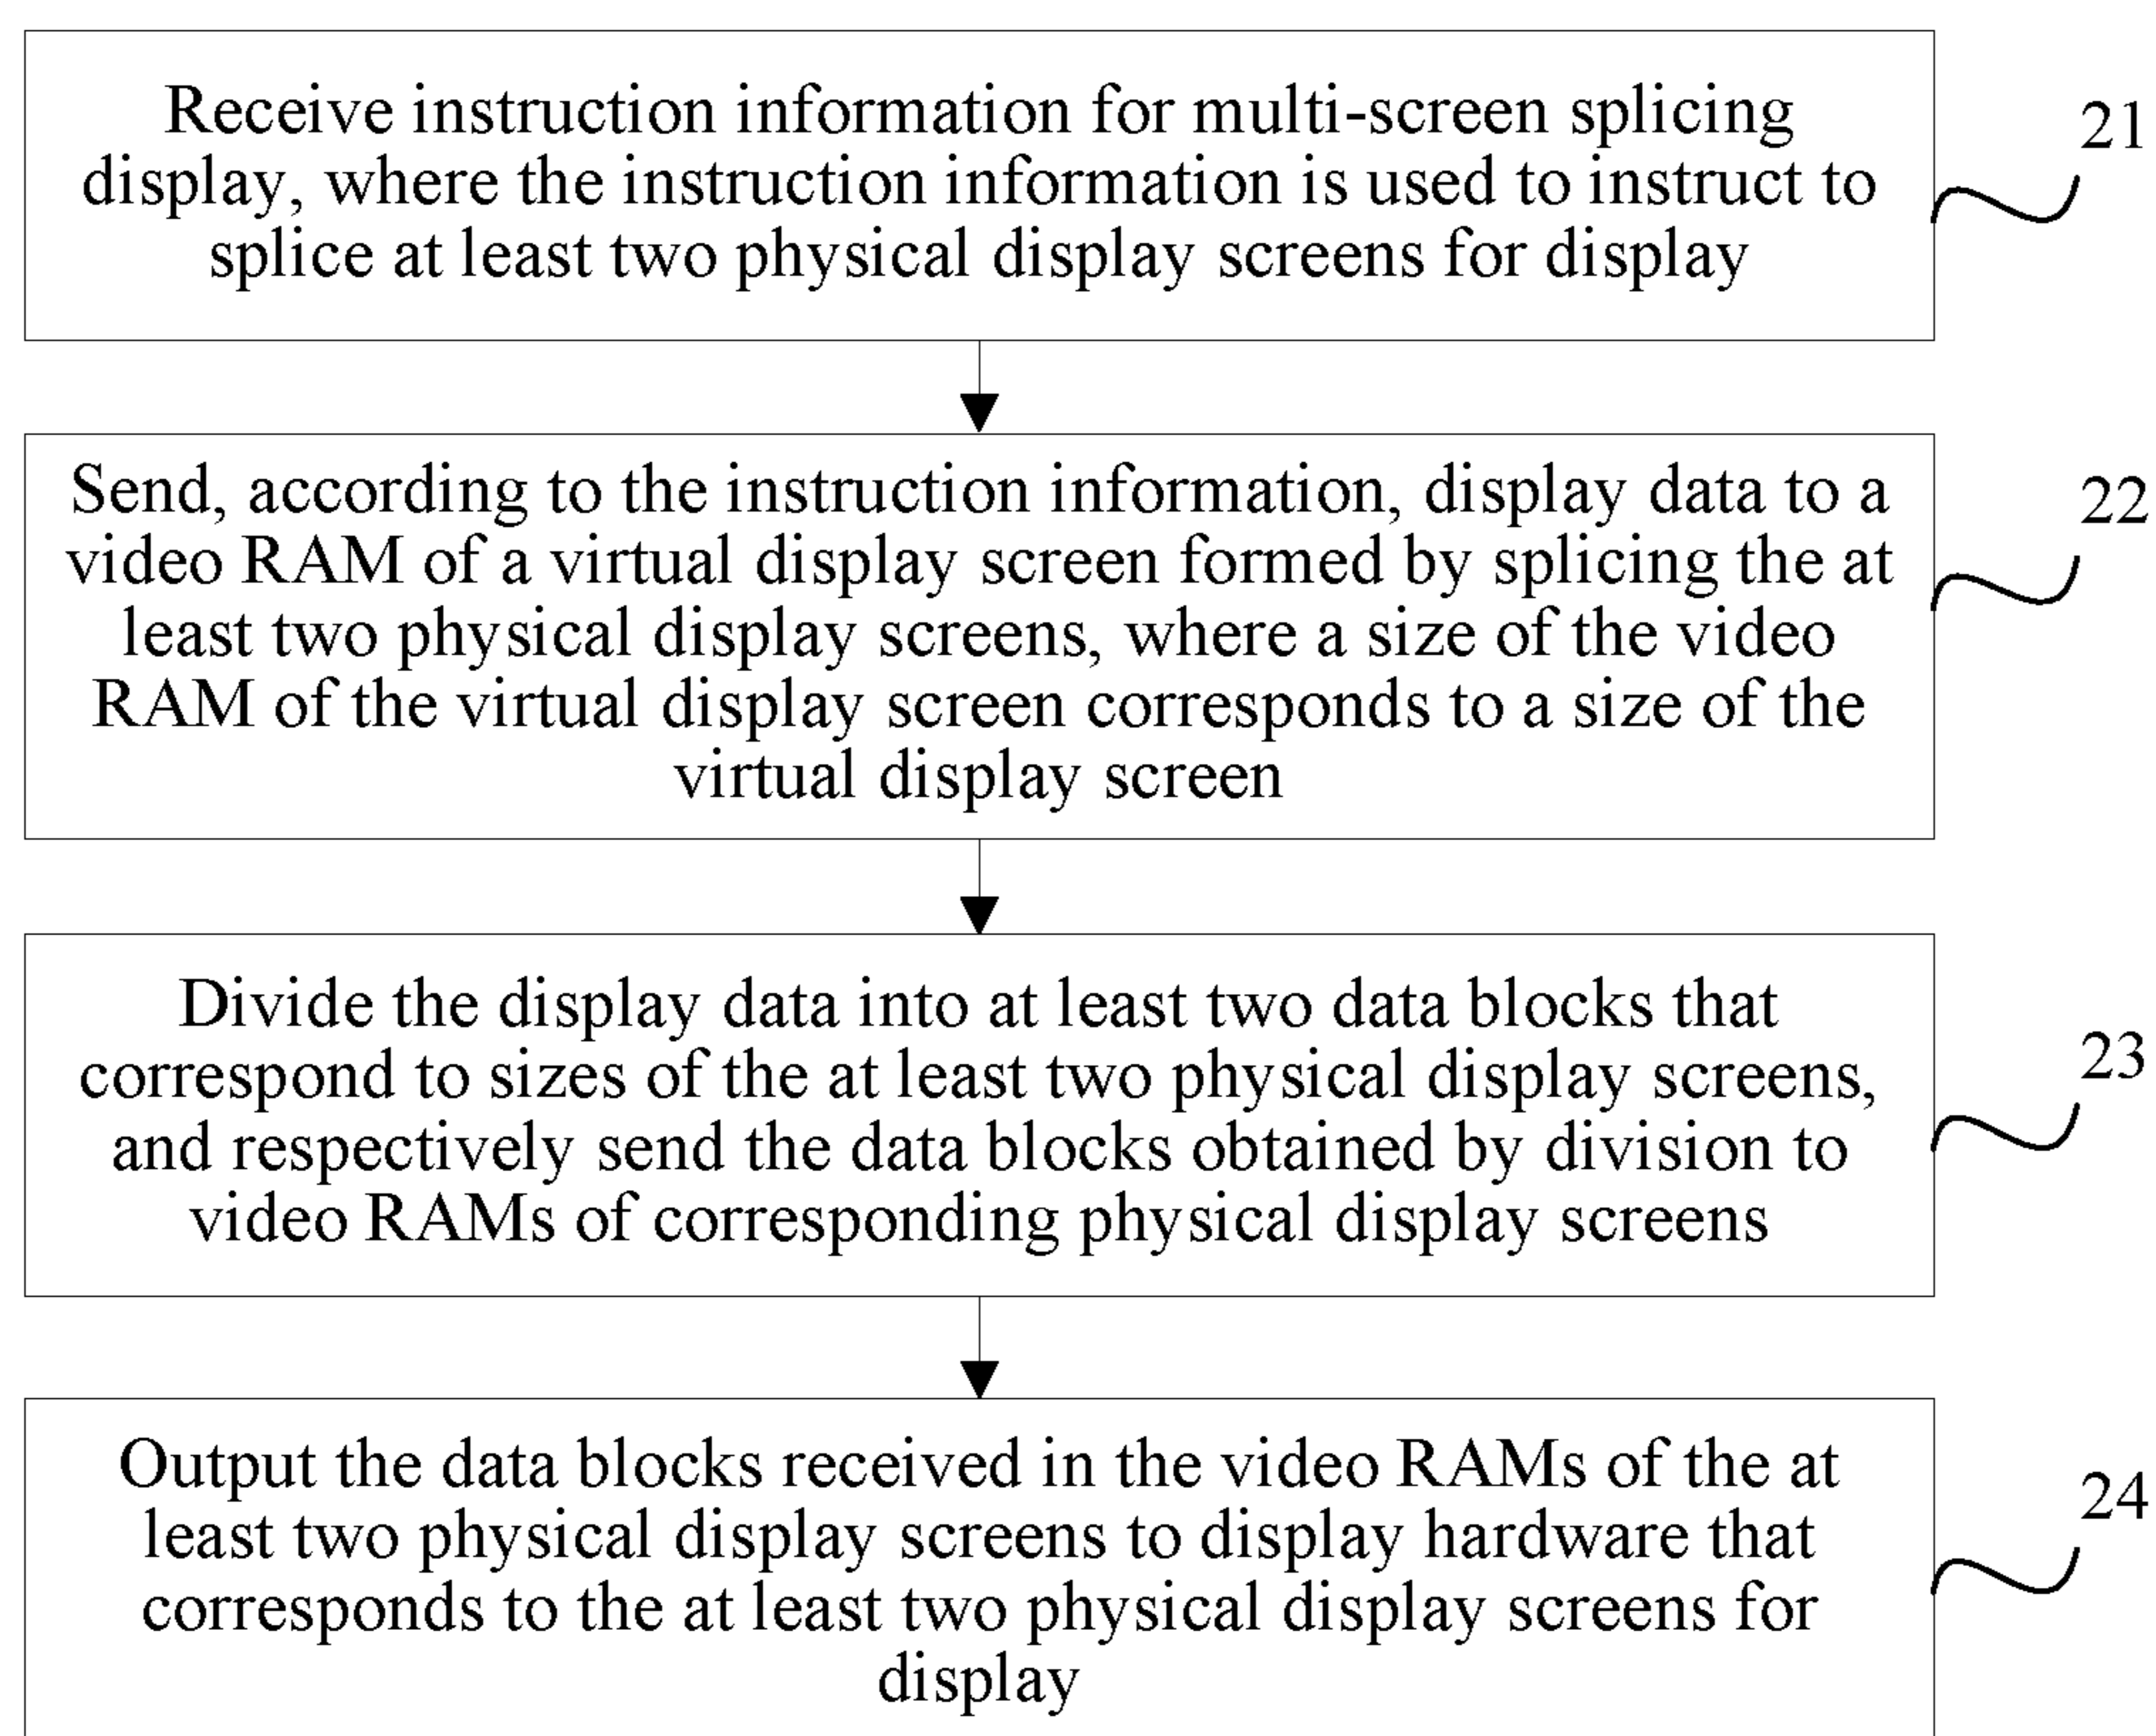 Receive instruction information for multi-screen splicing
display, where the instruction information is used to instruct to
splice at least two physical display screens for display
21
Send, according to the instruction information, display data to a
video RAM of a virtual display screen formed by splicing the at
least two physical display screens, where a size of the video
RAM of the virtual display screen corresponds to a size of the
virtual display screen
22
Divide the display data into at least two data blocks that
correspond to sizes of the at least two physical display screens,
and respectively send the data blocks obtained by division to
video RAMs of corresponding physical display screens
23
Output the data blocks received in the video RAMs of the at
least two physical display screens to display hardware that
corresponds to the at least two physical display screens for
display
24